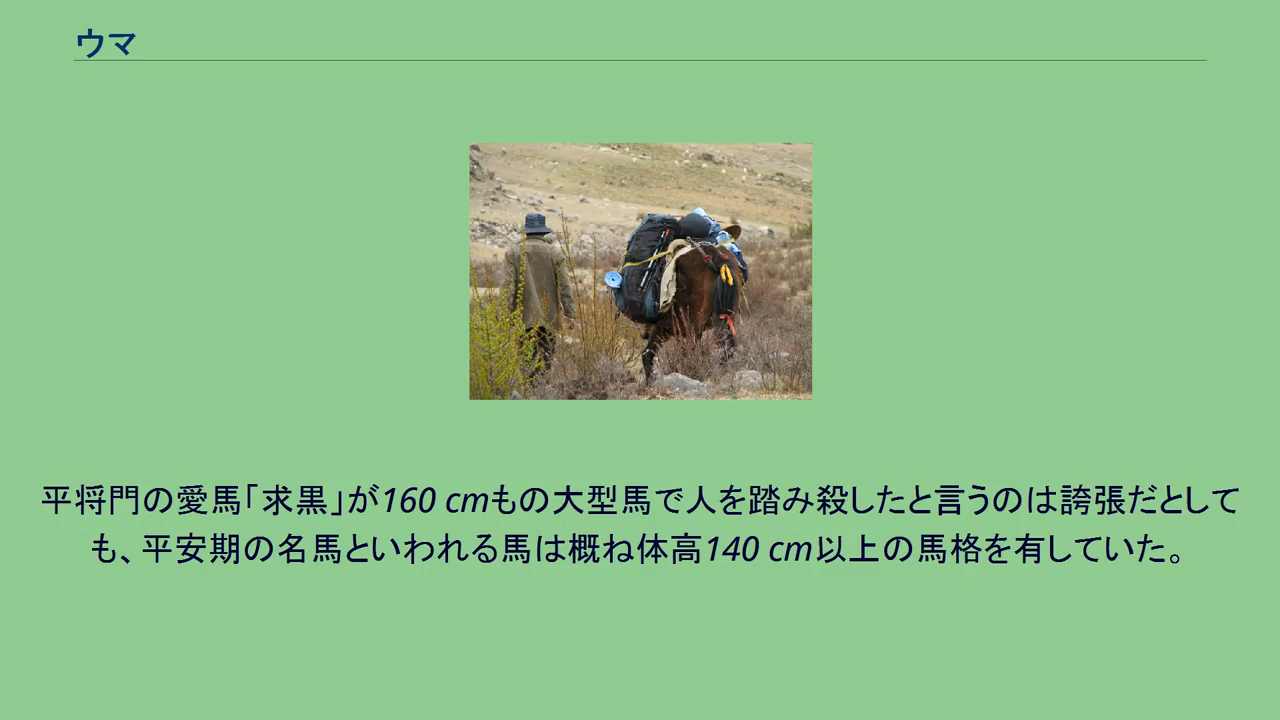 ウマ
平将門の愛馬「求黒」が160 cmもの大型馬で人を踏み殺したと言うのは誇張だとして
も、平安期の名馬といわれる馬は概ね体高140 cm以上の馬格を有していた。